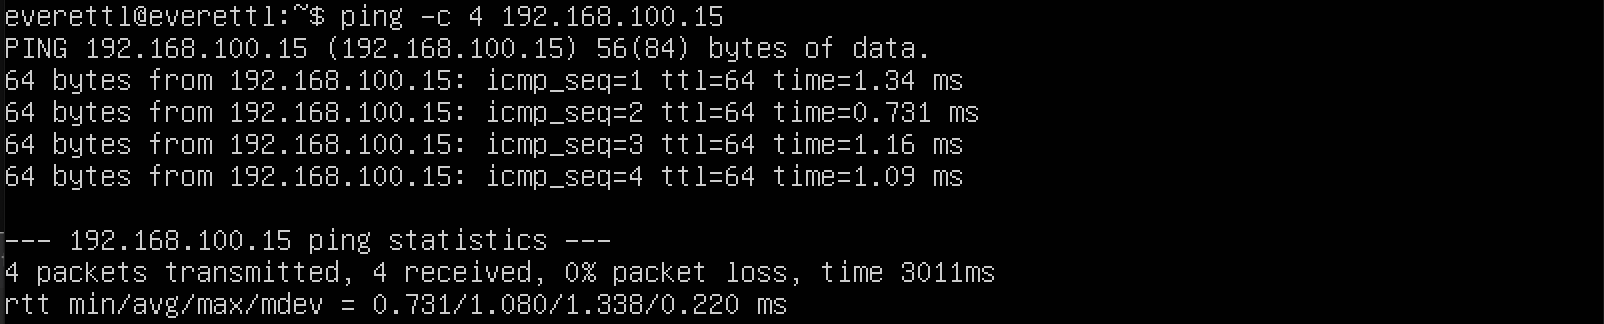 everettl@everettl:~$ ping -c 4 192.168.100.15
PING 192.168.100.15 (192.168.100.15) 56(84) bytes of data.
64 bytes from 192.168.100.15: icmp_seq=1 ttl=64 time=1.34 ms
64 bytes from 192.168.100.15: icmp_seq=2 ttl=64 time=0.731 ms
64 bytes from 192.168.100.15: icmp_seq=3 ttl=64 time=1.16 ms
64 bytes from 192.168.100.15: icmp_seq=4 ttl=64 time=1.09 ms

--- 192.168.100.15 ping statistics ---
4 packets transmitted, 4 received, 0% packet loss, time 3011ms
rtt min/avg/max/mdev = 0.731/1.080/1.338/0.220 ms